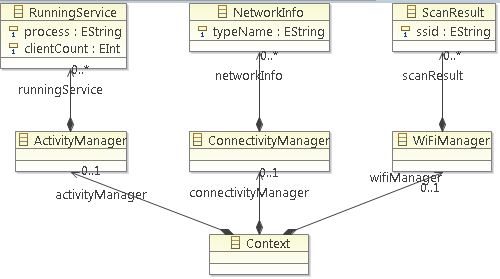 RunningService
process : EString
clientCount : EInt
NetworkInfo
typeName : EString
ScanResult
ssid : EString
0..*
runningService
0..*
networkInfo
0..*
scanResult
ActivityManager
ConnectivityManager
WiFiManager
0..1
activityManager
0..1
connectivityManager
wifiManager
0..1
Context